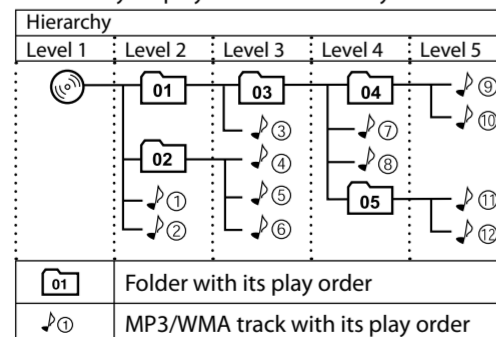 Hierarchy
Level 1 Level 2 Level 3 Level 4 Level 5
01 03 04 ⑨
③ ⑦ ⑩
02 ④ ⑧
① ⑤ 05 ⑪
② ⑥ ⑫
01 Folder with its play order
① MP3/WMA track with its play order